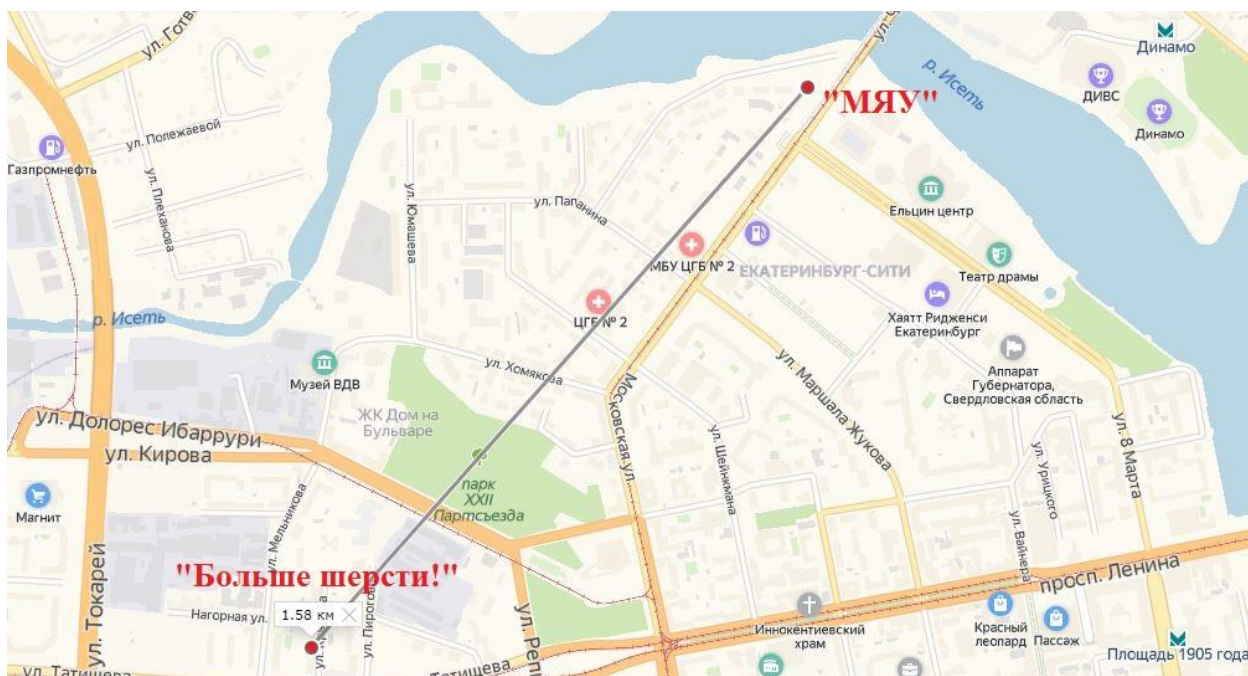 Динамо
"МЯУ"
р. Исеть
ДИВС
Динамо
ул. Готв
ул. Полежаевой
Газпромнефть
ул. Плеханова
ул. Юмашева
ул. Папанина
Ельцин центр
МБУ ЦГБ № 2
ЕКАТЕРИНБУРГ-СИТИ
Театр драмы
р. Исеть
ЦГБ № 2
Хаятт Ридженси
Екатеринбург
Музей ВДВ
ул. Хомякова
Московская ул.
ул. Маршала Жукова
Аппарат
Губернатора,
Свердловская область
ЖК Дом на
Бульваре
ул. Долорес Ибаррури
ул. Кирова
ул. Шейнкмана
ул. 8 Марта
ул. Урицкого
Магнит
парк
XXII
Партсъезда
ул. Мельникова
ул. Вайнера
"Больше шерсти!"
просп. Ленина
1.58 км
Нагорная ул.
ул. Пирогово
ул. Токарей
ул. Репи
Иннокентиевский
храм
Красный
леопард
Пассаж
Площадь 1905 года
ул. Татищева
Татищева